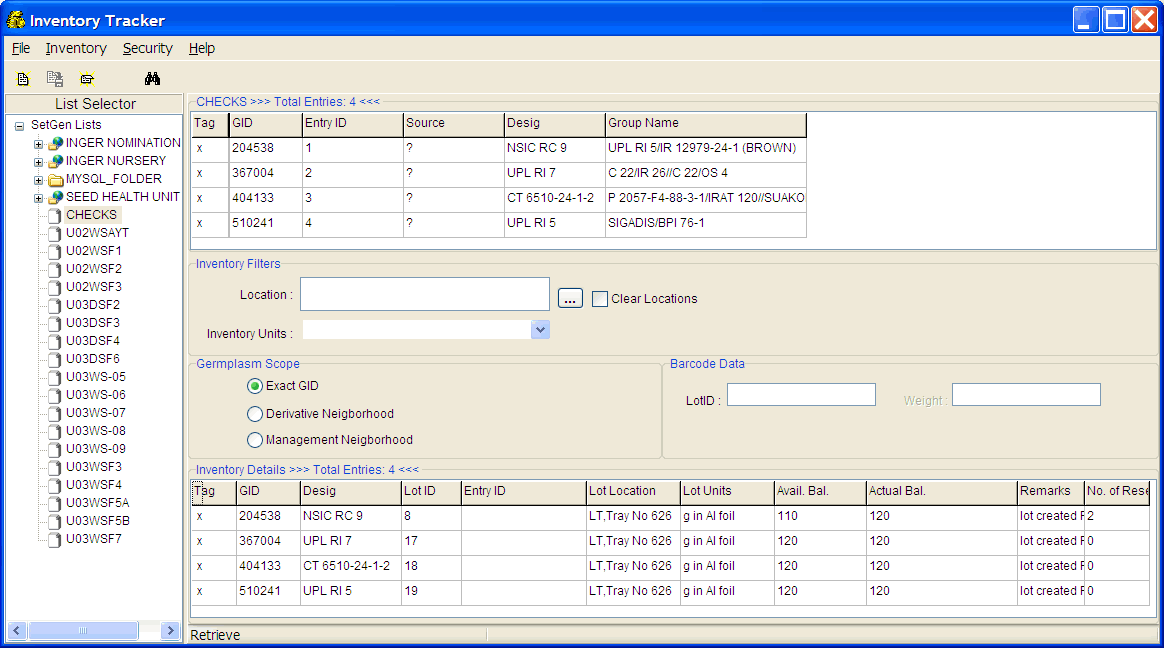 Inventory Tracker
File Inventory Security Help
List Selector
SetGen Lists
INGER NOMINATION
INGER NURSERY
MYSQL_FOLDER
SEED HEALTH UNIT
CHECKS
U02WSAYT
U02WSF1
U02WSF2
U02WSF3
U03DSF2
U03DSF3
U03DSF4
U03DSF6
U03WS-05
U03WS-06
U03WS-07
U03WS-08
U03WS-09
U03WSF3
U03WSF4
U03WSF5A
U03WSF5B
U03WSF7
CHECKS >>> Total Entries: 4 <<<
Tag GID Entry ID Source Desig Group Name
x 204538 1 ? NSIC RC 9 UPL RI 5/IR 12979-24-1 (BROWN)
x 367004 2 ? UPL RI 7 C 22/IR 26//C 22/OS 4
x 404133 3 ? CT 6510-24-1-2 P 2057-F4-88-3-1/IRAT 120//SUAKO
x 510241 4 ? UPL RI 5 SIGADIS/BPI 76-1
Inventory Filters
Location : ... Clear Locations
Inventory Units :
Germplasm Scope
Exact GID
Derivative Neigborhood
Management Neigborhood
Barcode Data
LotID : Weight :
Inventory Details >>> Total Entries: 4 <<<
Tag GID Desig Lot ID Entry ID Lot Location Lot Units Avail. Bal. Actual Bal. Remarks No. of Rese
x 204538 NSIC RC 9 8 LT,Tray No 626 g in Al foil 110 120 lot created F 2
x 367004 UPL RI 7 17 LT,Tray No 626 g in Al foil 120 120 lot created F 0
x 404133 CT 6510-24-1-2 18 LT,Tray No 626 g in Al foil 120 120 lot created F 0
x 510241 UPL RI 5 19 LT,Tray No 626 g in Al foil 120 120 lot created F 0
Retrieve